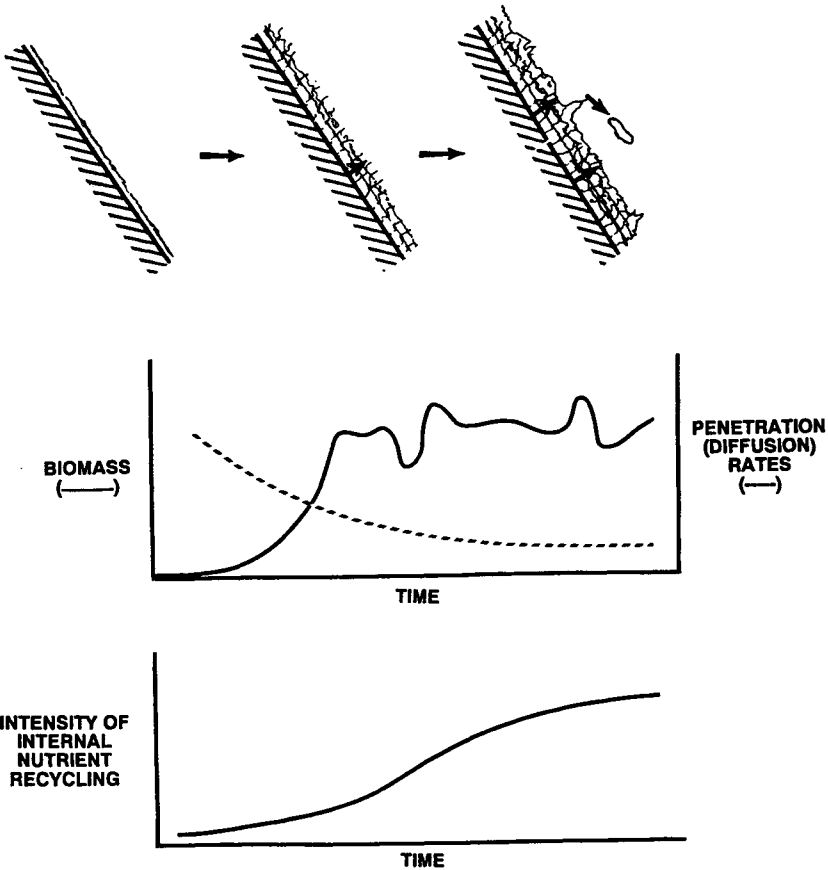 BIOMASS
(———)
PENETRATION
(DIFFUSION)
RATES
(-----)
TIME
INTENSITY OF
INTERNAL
NUTRIENT
RECYCLING
TIME